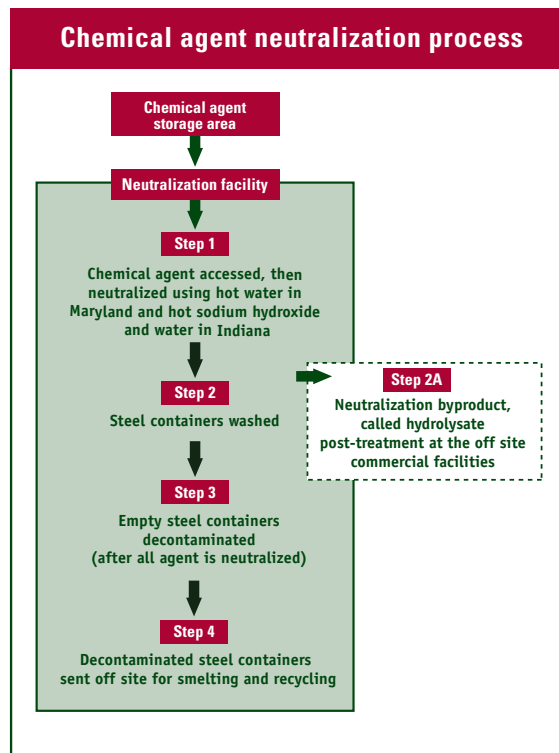 Chemical agent neutralization process
Chemical agent
storage area
Neutralization facility
Step 1
Chemical agent accessed, then
neutralized using hot water in
Maryland and hot sodium hydroxide
and water in Indiana
Step 2
Steel containers washed
Step 2A
Neutralization byproduct,
called hydrolysate
post-treatment at the off site
commercial facilities
Step 3
Empty steel containers
decontaminated
(after all agent is neutralized)
Step 4
Decontaminated steel containers
sent off site for smelting and recycling